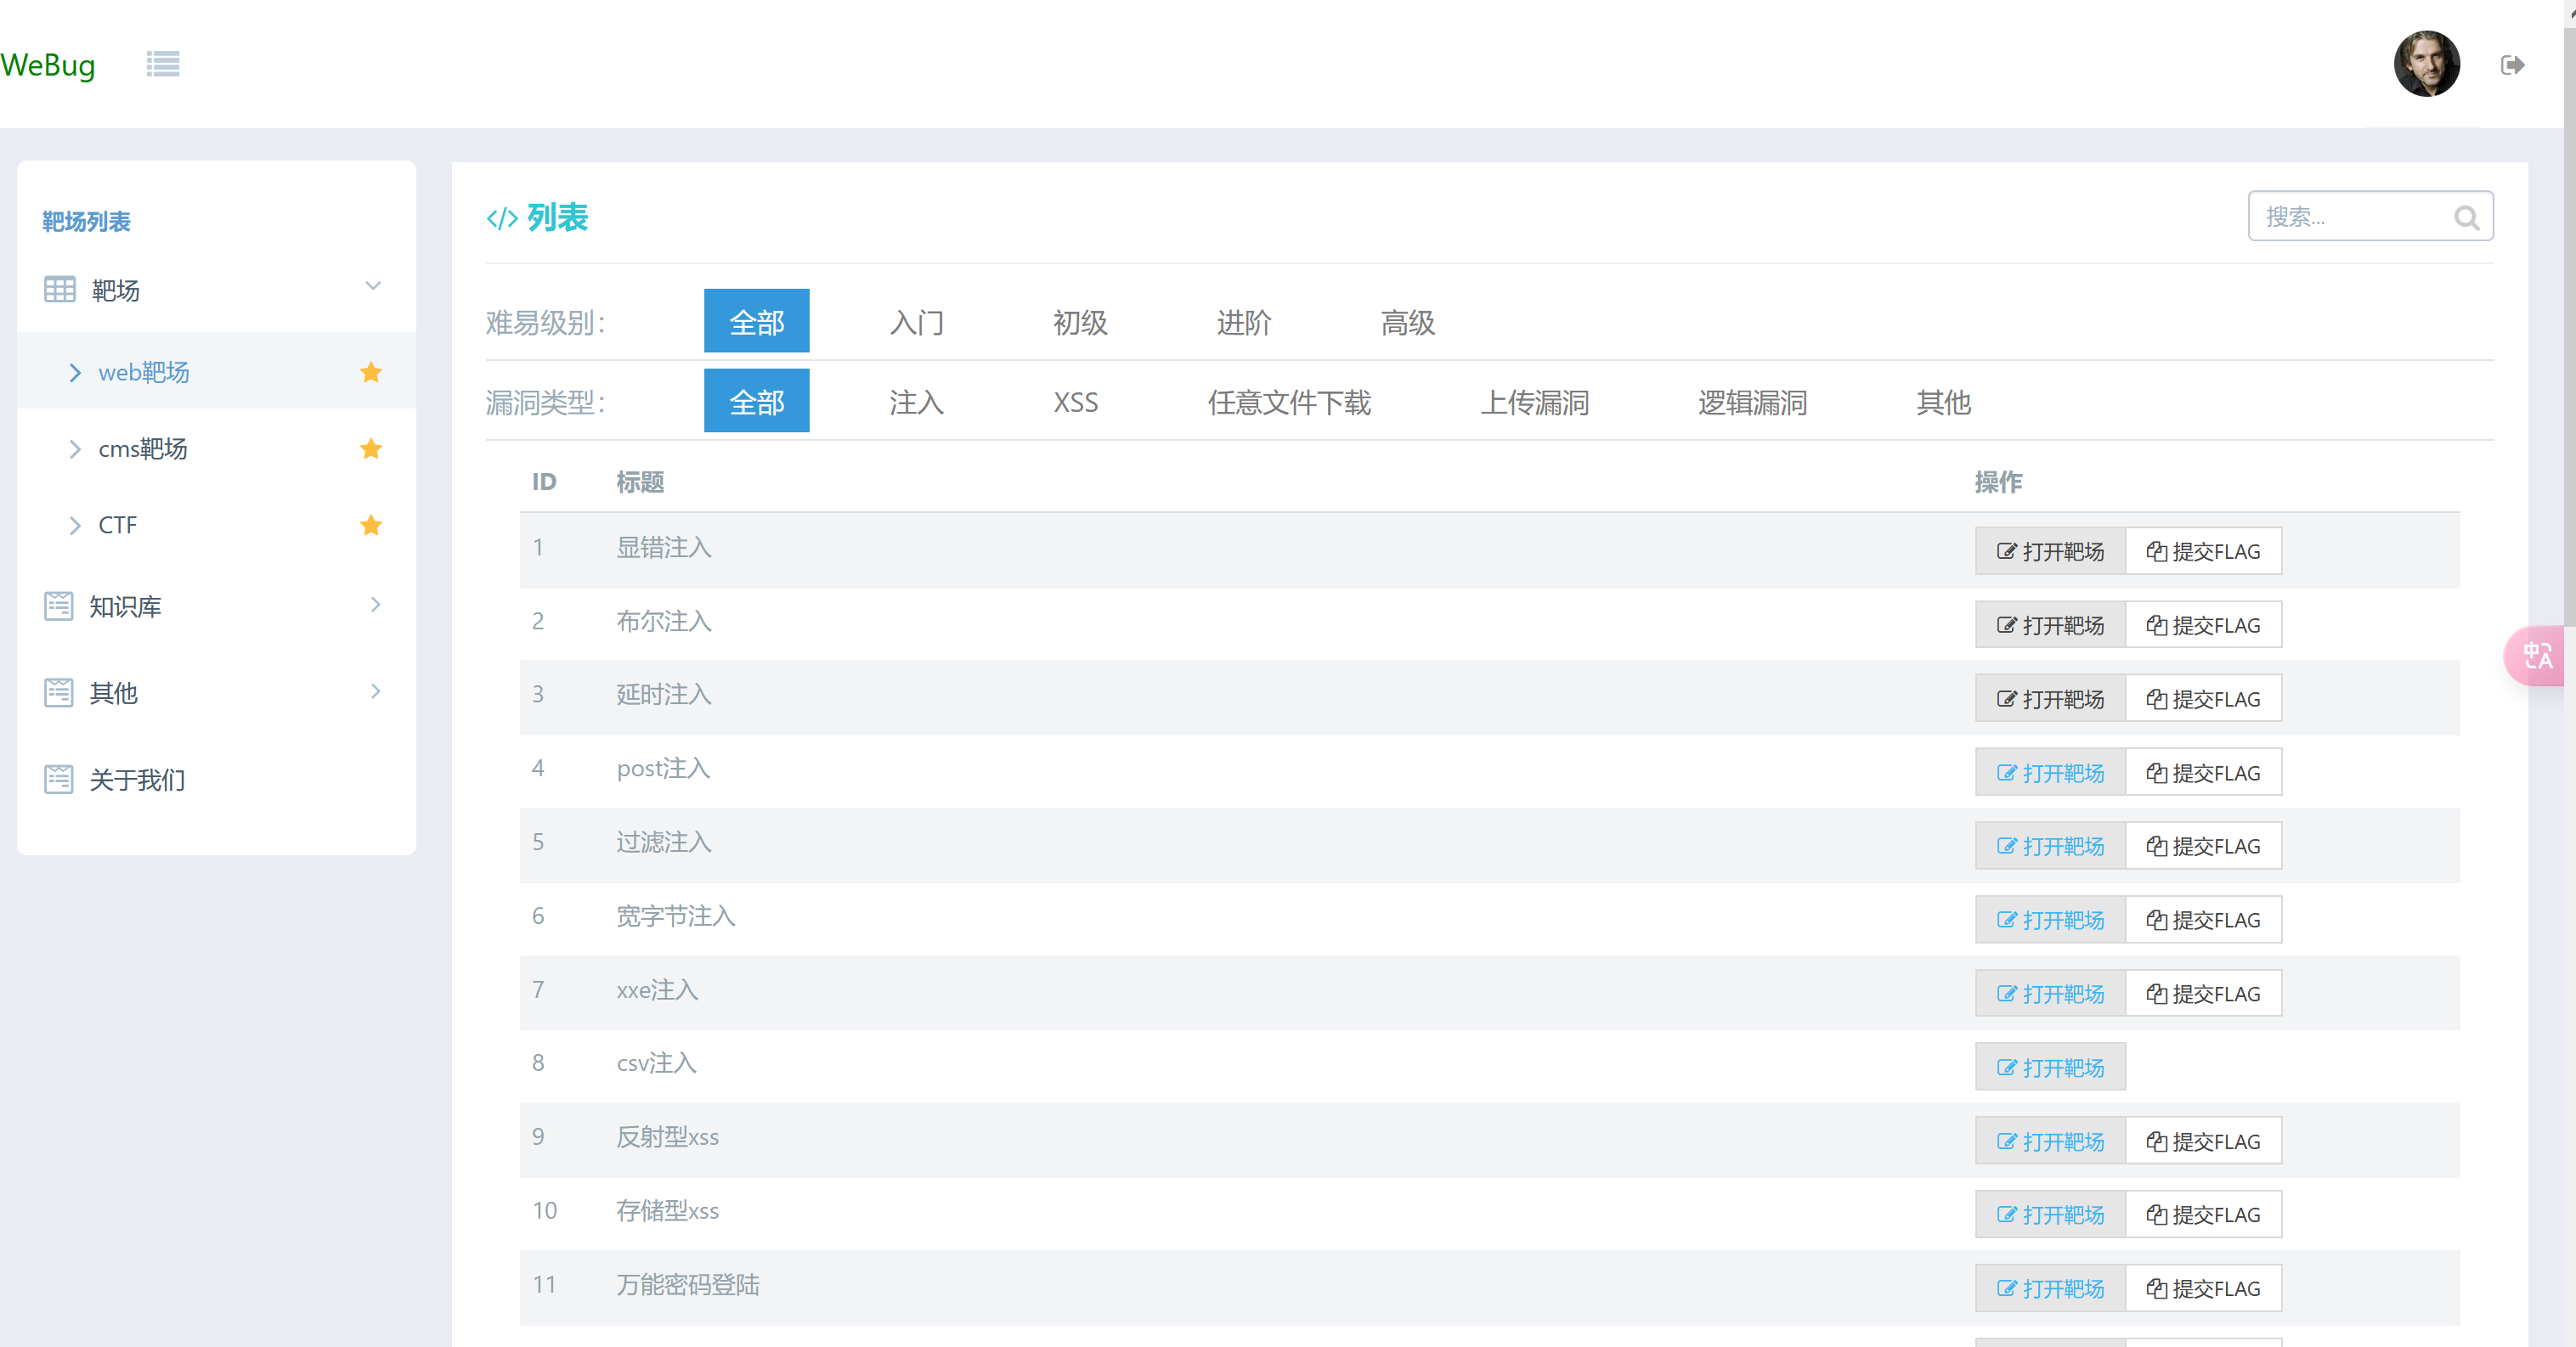 WeBug
靶场列表
靶场
web靶场
cms靶场
CTF
知识库
其他
关于我们
</> 列表
搜索...
难易级别： 全部 入门 初级 进阶 高级
漏洞类型： 全部 注入 XSS 任意文件下载 上传漏洞 逻辑漏洞 其他
ID 标题 操作
1 显错注入 打开靶场 提交FLAG
2 布尔注入 打开靶场 提交FLAG
3 延时注入 打开靶场 提交FLAG
4 post注入 打开靶场 提交FLAG
5 过滤注入 打开靶场 提交FLAG
6 宽字节注入 打开靶场 提交FLAG
7 xxe注入 打开靶场 提交FLAG
8 csv注入 打开靶场
9 反射型xss 打开靶场 提交FLAG
10 存储型xss 打开靶场 提交FLAG
11 万能密码登陆 打开靶场 提交FLAG
中A